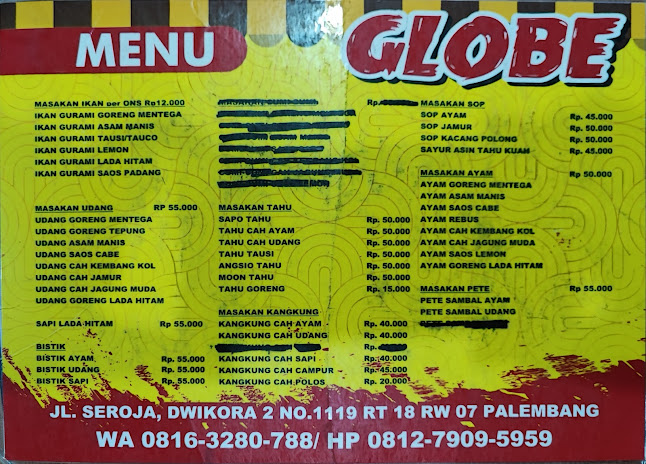 MENU
GLOBE
MASAKAN IKAN per ONS Rp12.000
IKAN GURAMI GORENG MENTEGA
IKAN GURAMI ASAM MANIS
IKAN GURAMI TAUSI/TAUCO
IKAN GURAMI LEMON
IKAN GURAMI LADA HITAM
IKAN GURAMI SAOS PADANG
MASAKAN UDANG RP 55.000
UDANG GORENG MENTEGA
UDANG GORENG TEPUNG
UDANG ASAM MANIS
UDANG SAOS CABE
UDANG CAH KEMBANG KOL
UDANG CAH JAMUR
UDANG CAH JAGUNG MUDA
UDANG GORENG LADA HITAM
SAPI LADA HITAM Rp 55.000
BISTIK
BISTIK AYAM Rp. 55.000
BISTIK UDANG Rp. 55.000
BISTIK SAPI Rp. 55.000
Rp.
MASAKAN TAHU
SAPO TAHU Rp. 50.000
TAHU CAH AYAM Rp. 50.000
TAHU CAH UDANG Rp. 50.000
TAHU TAUSI Rp. 50.000
ANGSIO TAHU Rp. 50.000
MOON TAHU Rp. 50.000
TAHU GORENG Rp. 15.000
MASAKAN KANGKUNG
KANGKUNG CAH AYAM Rp. 40.000
KANGKUNG CAH UDANG Rp. 40.000
Rp.
KANGKUNG CAH SAPI Rp. 40.000
KANGKUNG CAH CAMPUR Rp. 45.000
KANGKUNG CAH POLOS Rp. 20.000
MASAKAN SOP
SOP AYAM Rp. 45.000
SOP JAMUR Rp. 50.000
SOP KACANG POLONG Rp. 50.000
SAYUR ASIN TAHU KUAH Rp. 45.000
MASAKAN AYAM Rp 50.000
AYAM GORENG MENTEGA
AYAM ASAM MANIS
AYAM SAOS CABE
AYAM REBUS
AYAM CAH KEMBANG KOL
AYAM CAH JAGUNG MUDA
AYAM SAOS LEMON
AYAM GORENG LADA HITAM
MASAKAN PETE Rp 55.000
PETE SAMBAL AYAM
PETE SAMBAL UDANG
JL. SEROJA, DWIKORA 2 NO.1119 RT 18 RW 07 PALEMBANG
WA 0816-3280-788/ HP 0812-7909-5959